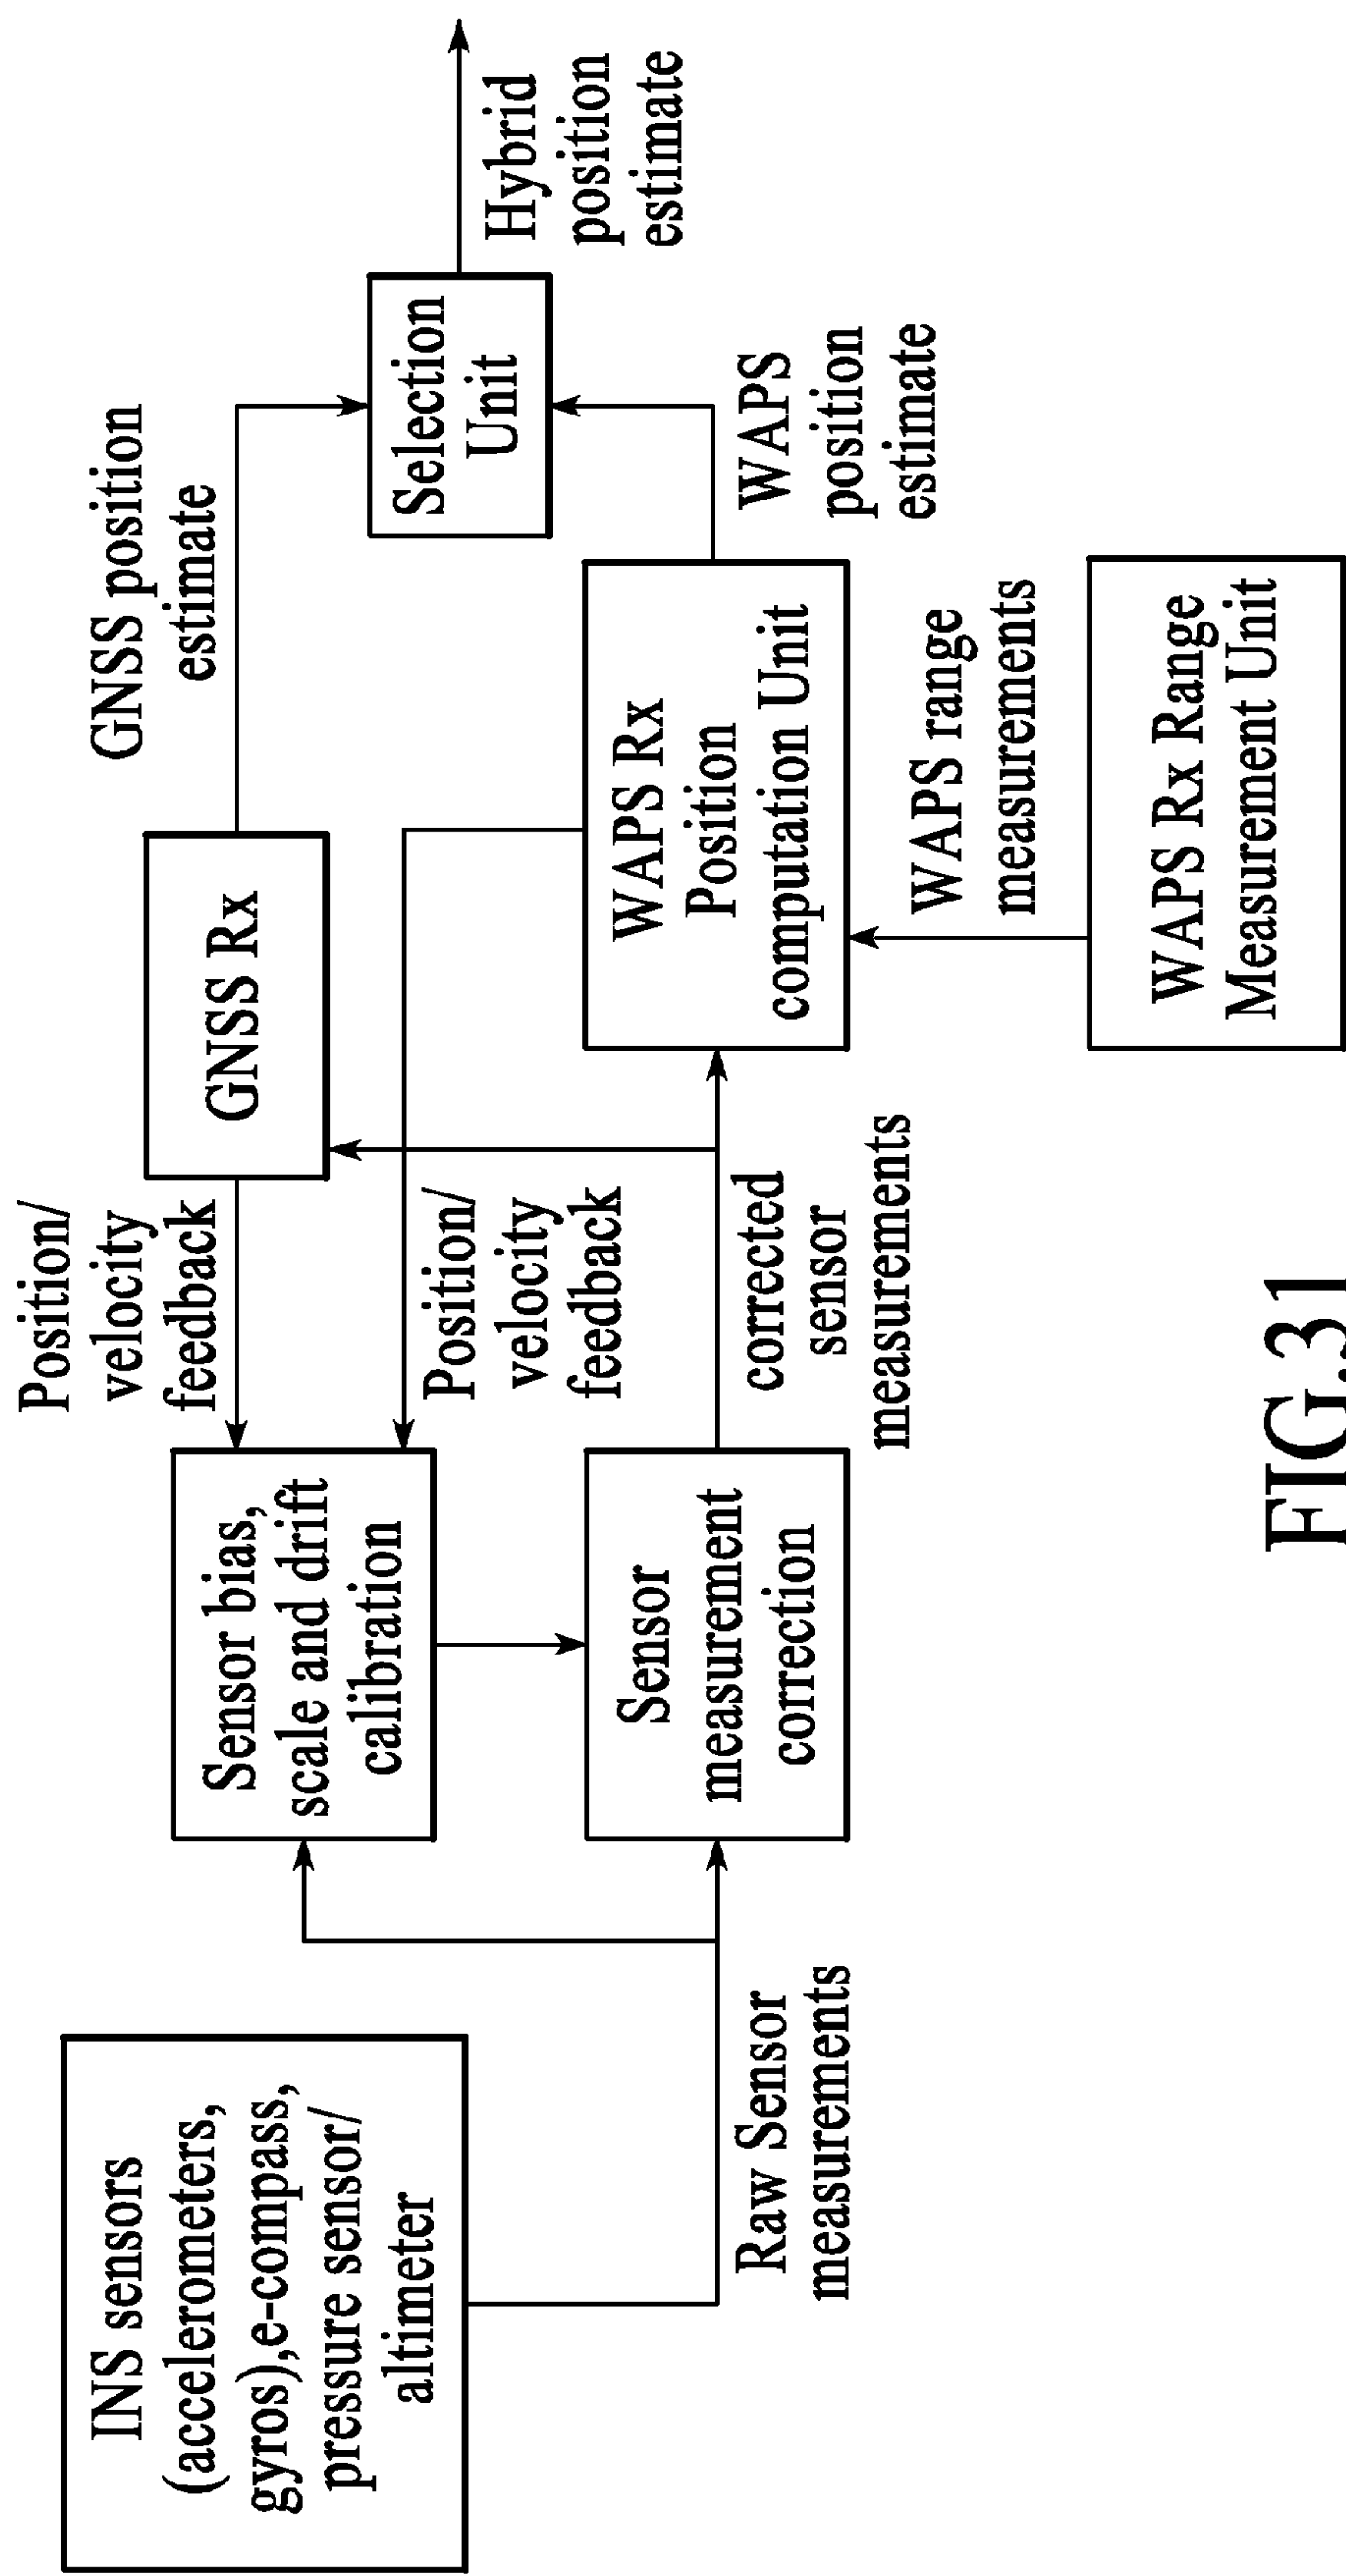 INS sensors
(accelerometers,
gyros),e-compass,
pressure sensor/
altimeter
Raw Sensor
measurements
Sensor bias,
scale and drift
calibration
Sensor
measurement
correction
Position/
velocity
feedback
Position/
velocity
feedback
corrected
sensor
measurements
GNSS Rx
WAPS Rx
Position
computation Unit
WAPS range
measurements
WAPS Rx Range
Measurement Unit
GNSS position
estimate
WAPS
position
estimate
Selection
Unit
Hybrid
position
estimate
FIG.31